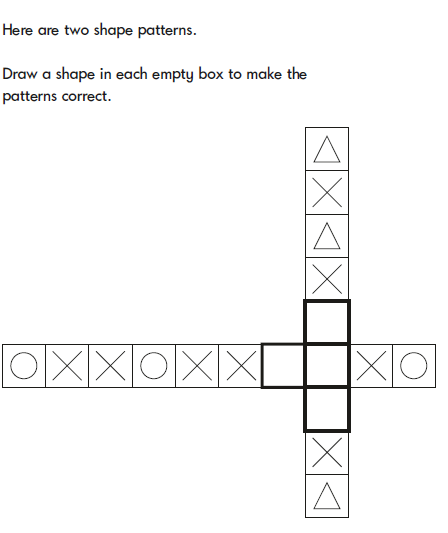 Here are two shape patterns.
Draw a shape in each empty box to make the
patterns correct.